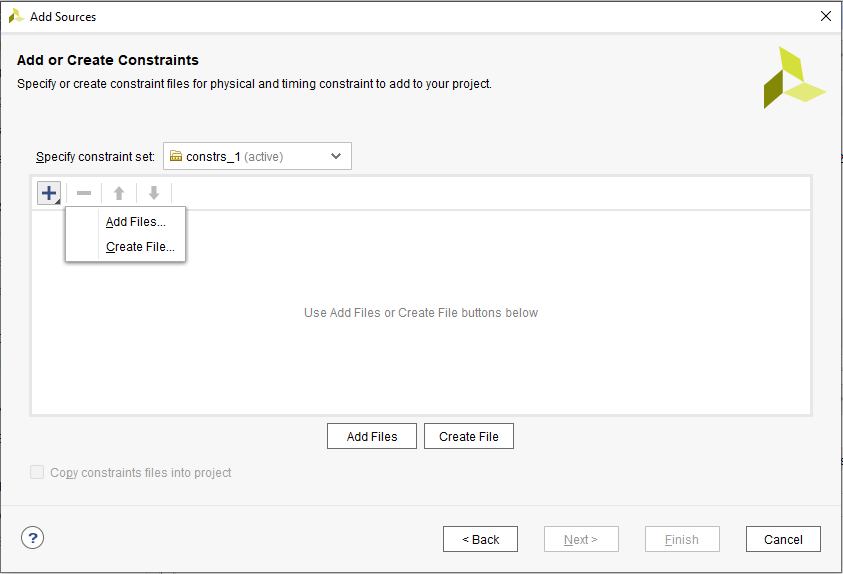 Add Sources
Add or Create Constraints
Specify or create constraint files for physical and timing constraint to add to your project.
Specify constraint set: constrs_1 (active)
Add Files...
Create File...
Use Add Files or Create File buttons below
Add Files Create File
Copy constraints files into project
? < Back Next > Finish Cancel